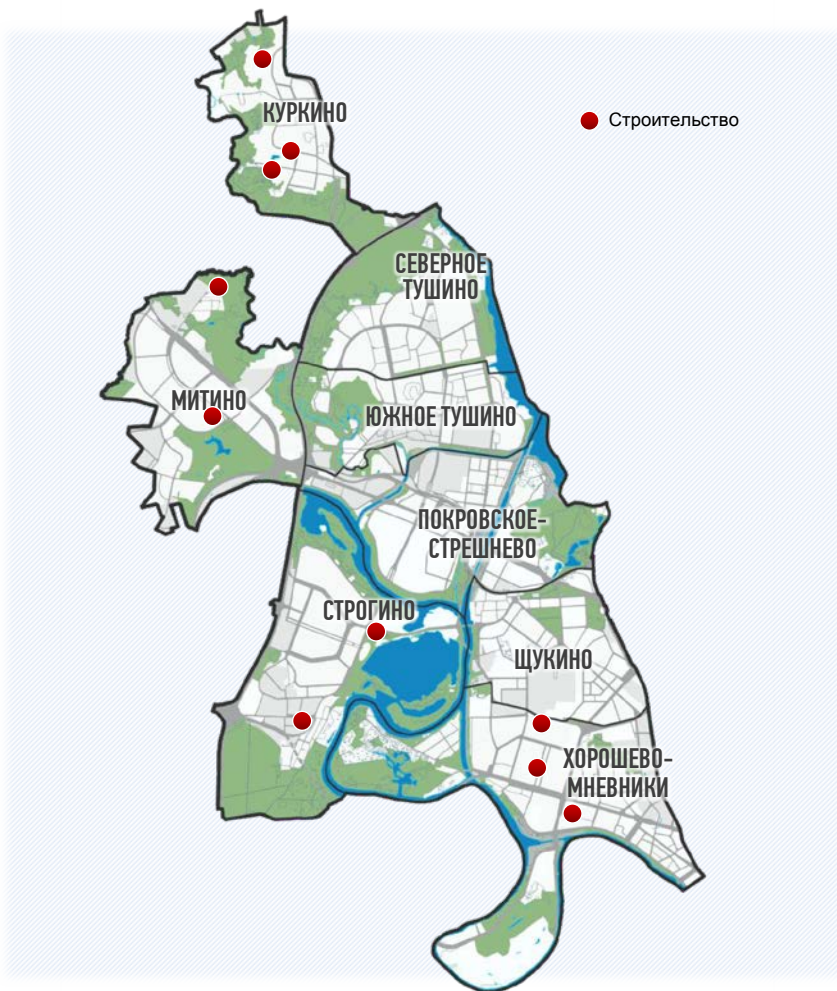 КУРКИНО
Строительство
СЕВЕРНОЕ
ТУШИНО
МИТИНО
ЮЖНОЕ ТУШИНО
ПОКРОВСКОЕ-
СТРЕШНЕВО
СТРОГИНО
ЩУКИНО
ХОРОШЕВО-
МНЕВНИКИ